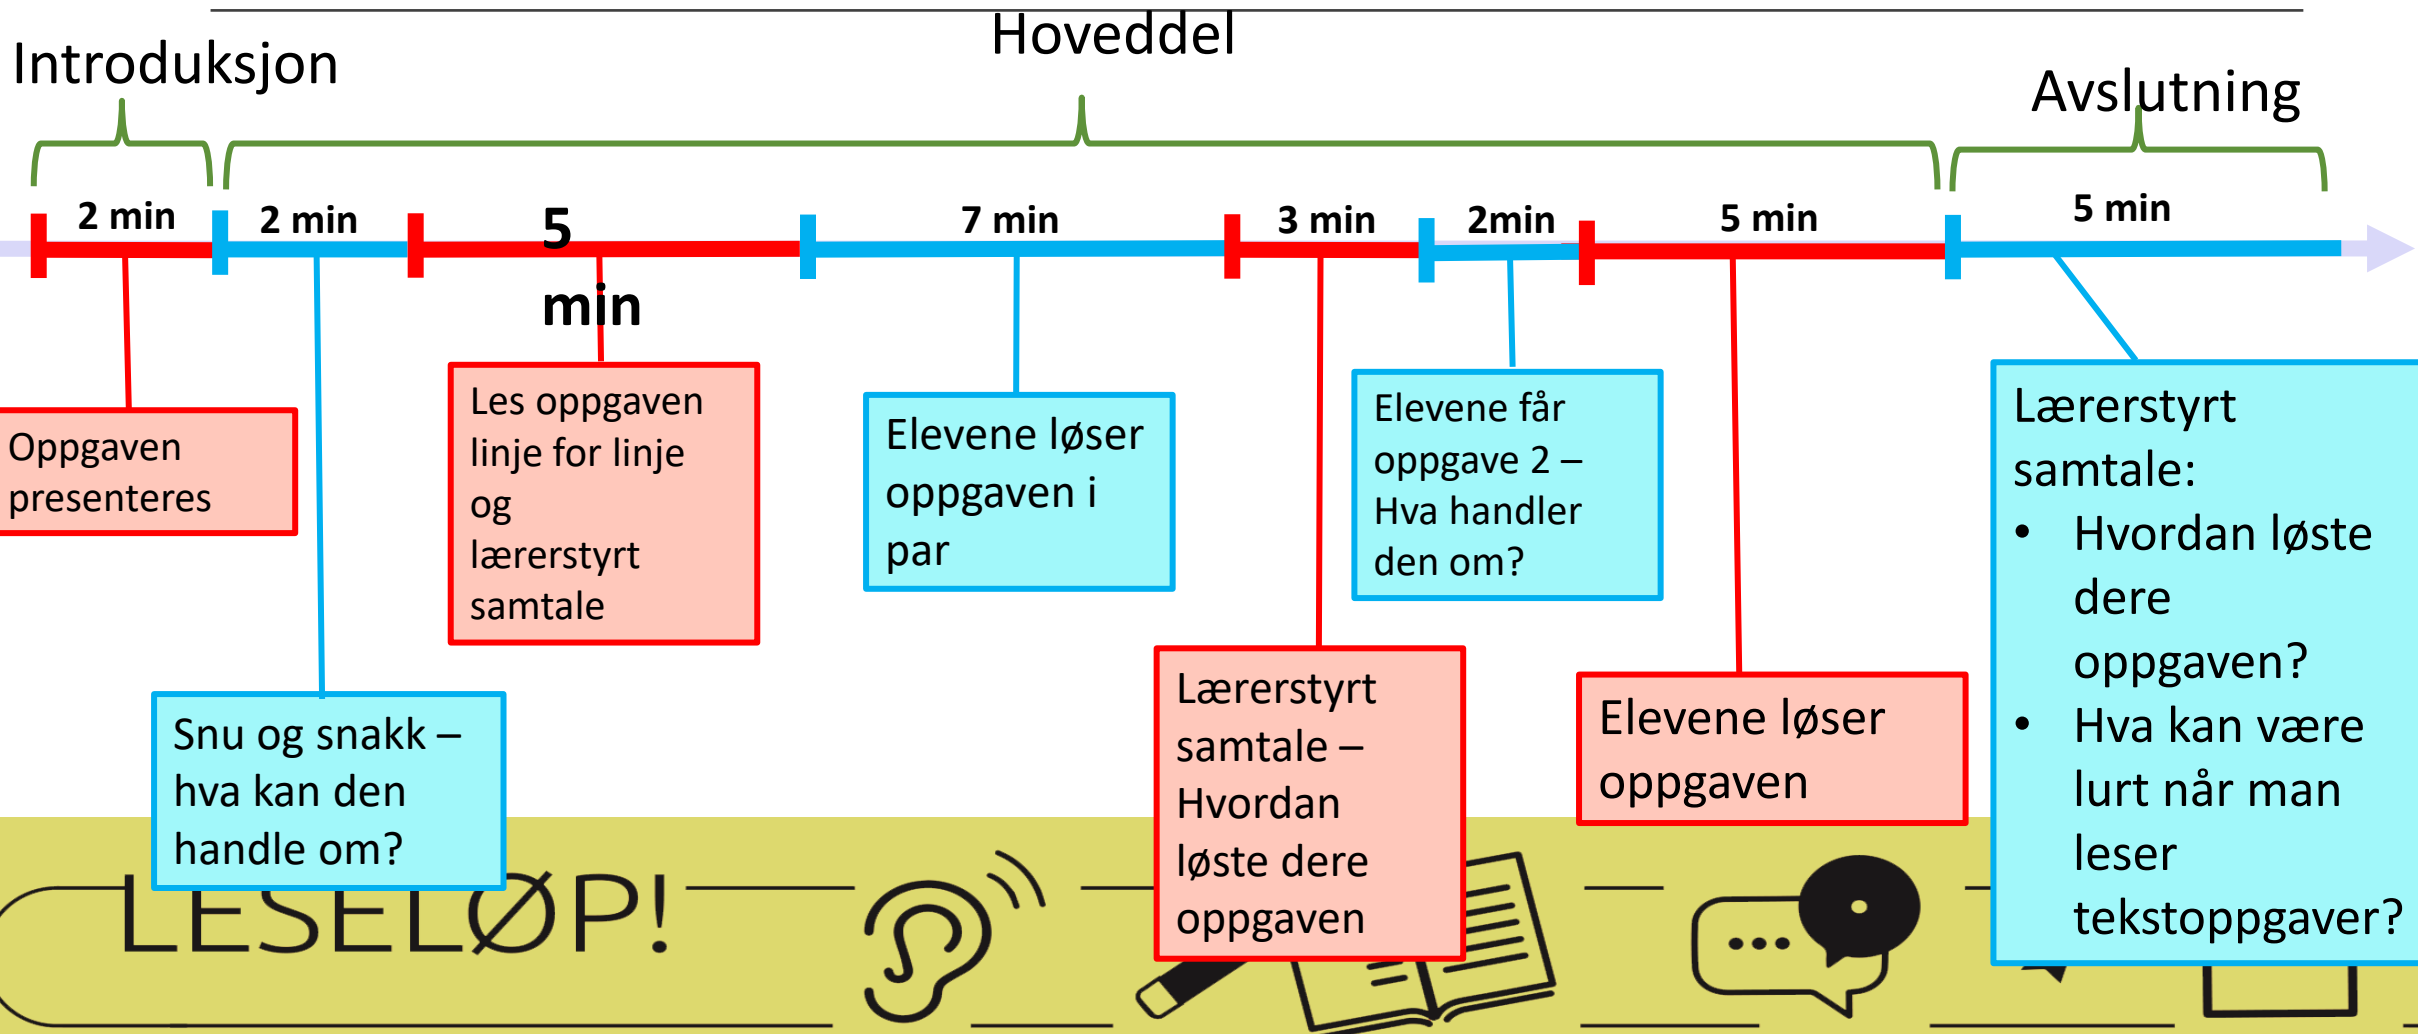 Introduksjon
Hoveddel
Avslutning
2 min
2 min
5
min
7 min
3 min
2min
5 min
5 min
Oppgaven
presenteres
Snu og snakk –
hva kan den
handle om?
Les oppgaven
linje for linje
og
lærerstyrt
samtale
Elevene løser
oppgaven i
par
Lærerstyrt
samtale –
Hvordan
løste dere
oppgaven
Elevene får
oppgave 2 –
Hva handler
den om?
Elevene løser
oppgaven
Lærerstyrt
samtale:
• Hvordan løste
dere
oppgaven?
• Hva kan være
lurt når man
leser
tekstoppgaver?
LESELØP!